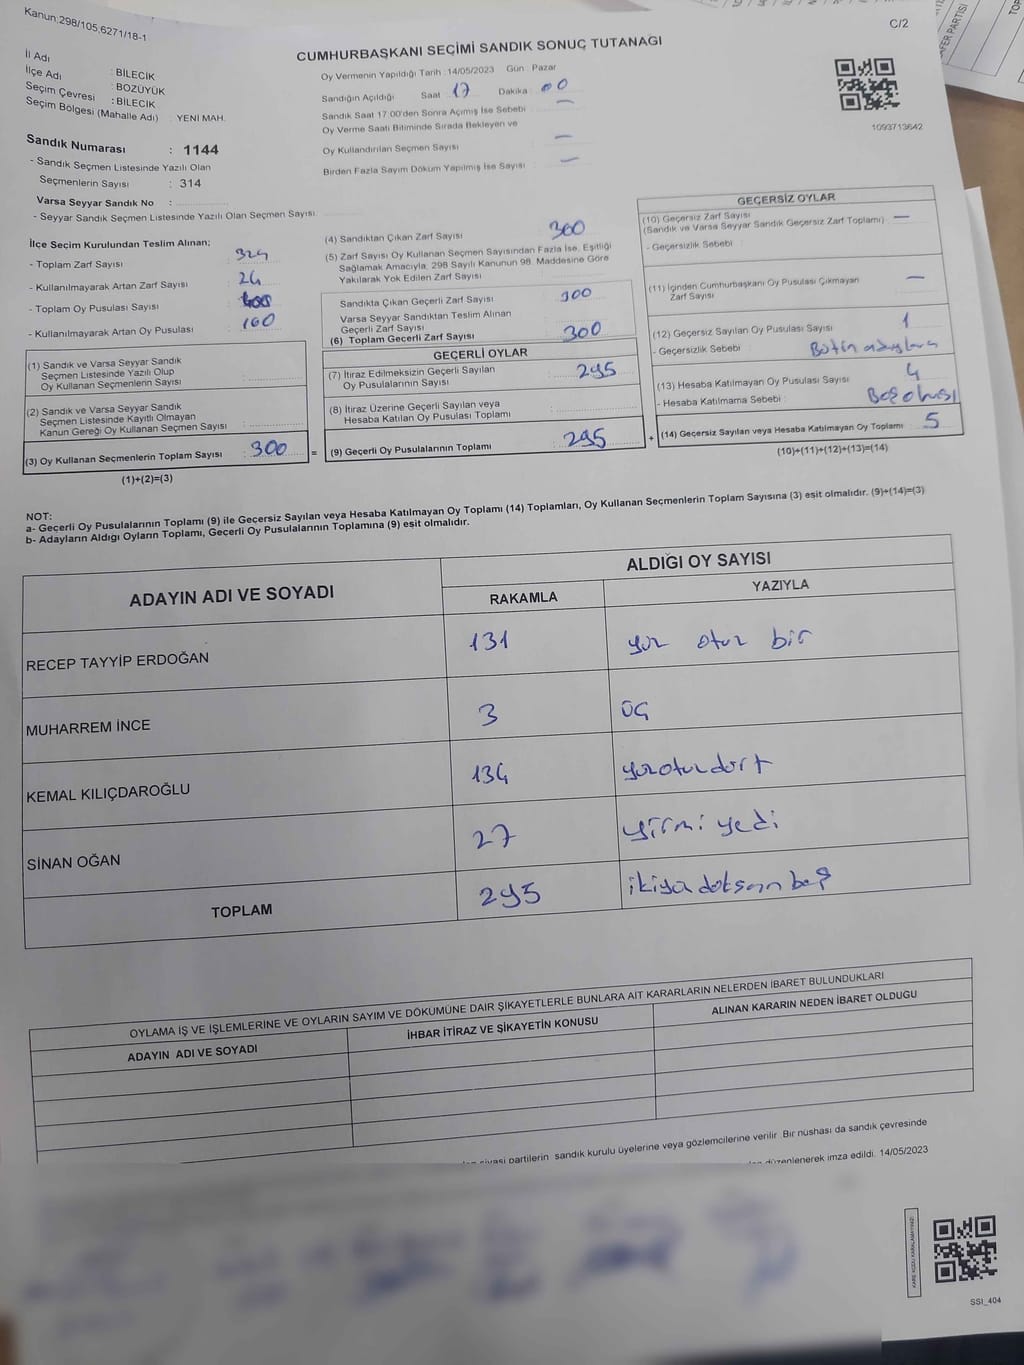 Kanun:298/105,6271/18-1
C/2
CUMHURBAŞKANI SEÇİMİ SANDIK SONUÇ TUTANAĞI
İl Adı : BİLECİK
İlçe Adı : BOZÜYÜK
Seçim Çevresi : BİLECİK
Seçim Bölgesi (Mahalle Adı) : YENİ MAH.
Sandık Numarası : 1144
- Sandık Seçmen Listesinde Yazılı Olan
Seçmenlerin Sayısı : 314
Varsa Seyyar Sandık No :
- Seyyar Sandık Seçmen Listesinde Yazılı Olan Seçmen Sayısı:
Oy Vermenin Yapıldığı Tarih :14/05/2023 Gün : Pazar
Sandığın Açıldığı Saat 17 Dakika 00
Sandık Saat 17:00'den Sonra Açımış İse Sebebi : —
Oy Verme Saati Bitiminde Sırada Bekleyen ve
Oy Kullandırılan Seçmen Sayısı : —
Birden Fazla Sayım Döküm Yapılmış İse Sayısı : —
1093713642
İlçe Seçim Kurulundan Teslim Alınan;
- Toplam Zarf Sayısı : 324
- Kullanılmayarak Artan Zarf Sayısı : 24
- Toplam Oy Pusulası Sayısı :
- Kullanılmayarak Artan Oy Pusulası : 160
(1) Sandık ve Varsa Seyyar Sandık
Seçmen Listesinde Yazılı Olup
Oy Kullanan Seçmenlerin Sayısı :
(2) Sandık ve Varsa Seyyar Sandık
Seçmen Listesinde Kayıtlı Olmayan
Kanun Gereği Oy Kullanan Seçmen Sayısı :
(3) Oy Kullanan Seçmenlerin Toplam Sayısı : 300
(1)+(2)=(3)
(4) Sandıktan Çıkan Zarf Sayısı : 300
(5) Zarf Sayısı Oy Kullanan Seçmen Sayısından Fazla İse, Eşitliği
Sağlamak Amacıyla, 298 Sayılı Kanunun 98. Maddesine Göre
Yakılarak Yok Edilen Zarf Sayısı :
Sandıkta Çıkan Geçerli Zarf Sayısı : 300
Varsa Seyyar Sandıktan Teslim Alınan
Geçerli Zarf Sayısı :
(6) Toplam Geçerli Zarf Sayısı : 300
GEÇERLİ OYLAR
(7) İtiraz Edilmeksizin Geçerli Sayılan
Oy Pusulalarının Sayısı : 295
(8) İtiraz Üzerine Geçerli Sayılan veya
Hesaba Katılan Oy Pusulası Toplamı :
= (9) Geçerli Oy Pusulalarının Toplamı : 295
GEÇERSİZ OYLAR
(10) Geçersiz Zarf Sayısı
(Sandık ve Varsa Seyyar Sandık Geçersiz Zarf Toplamı) : —
- Geçersizlik Sebebi :
(11) İçinden Cumhurbaşkanı Oy Pusulası Çıkmayan
Zarf Sayısı : —
(12) Geçersiz Sayılan Oy Pusulası Sayısı : 1
- Geçersizlik Sebebi : Bütün adaylara
(13) Hesaba Katılmayan Oy Pusulası Sayısı : 4
- Hesaba Katılmama Sebebi : Boş olması
+ (14) Geçersiz Sayılan veya Hesaba Katılmayan Oy Toplamı : 5
(10)+(11)+(12)+(13)=(14)
NOT:
a- Geçerli Oy Pusulalarının Toplamı (9) ile Geçersiz Sayılan veya Hesaba Katılmayan Oy Toplamı (14) Toplamları, Oy Kullanan Seçmenlerin Toplam Sayısına (3) eşit olmalıdır. (9)+(14)=(3)
b- Adayların Aldığı Oyların Toplamı, Geçerli Oy Pusulalarının Toplamına (9) eşit olmalıdır.
ADAYIN ADI VE SOYADI ALDIĞI OY SAYISI
RAKAMLA YAZIYLA
RECEP TAYYİP ERDOĞAN 131 yüz otuz bir
MUHARREM İNCE 3 üç
KEMAL KILIÇDAROĞLU 134 yüzotuzdört
SİNAN OĞAN 27 yirmi yedi
TOPLAM 295 ikiyüzdoksan beş
OYLAMA İŞ VE İŞLEMLERİNE VE OYLARIN SAYIM VE DÖKÜMÜNE DAİR ŞİKAYETLERLE BUNLARA AİT KARARLARIN NELERDEN İBARET BULUNDUKLARI
ADAYIN ADI VE SOYADI İHBAR İTİRAZ VE ŞİKAYETİN KONUSU ALINAN KARARIN NEDEN İBARET OLDUĞU
siyasi partilerin sandık kurulu üyelerine veya gözlemcilerine verilir. Bir nüshası da sandık çevresinde
düzenlenerek imza edildi. 14/05/2023
KARE KODU KARALAMAYINIZ!
SSI_404